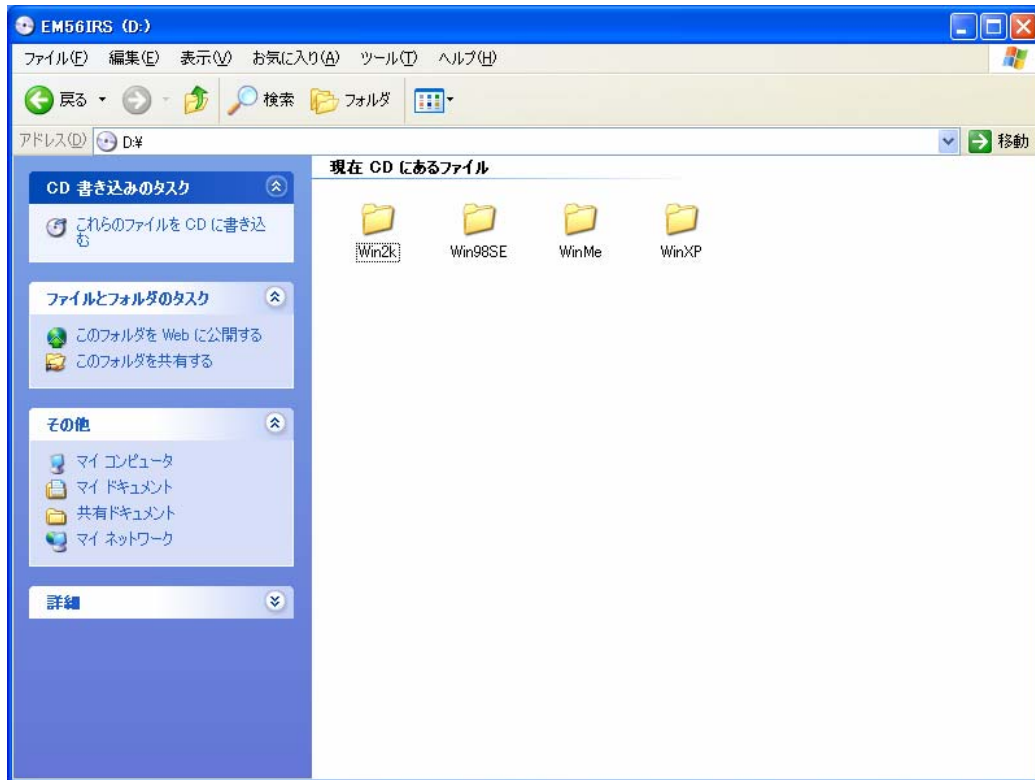 EM56IRS (D:)
ファイル(F) 編集(E) 表示(V) お気に入り(A) ツール(T) ヘルプ(H)
戻る 検索 フォルダ
アドレス(D) D:¥ 移動
CD 書き込みのタスク
これらのファイルを CD に書き込
む
ファイルとフォルダのタスク
このフォルダを Web に公開する
このフォルダを共有する
その他
マイ コンピュータ
マイ ドキュメント
共有ドキュメント
マイ ネットワーク
詳細
現在 CD にあるファイル
Win2k Win98SE WinMe WinXP